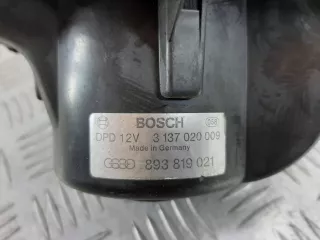 BOSCH
DPD 12V 3 137 020 009
Made in Germany
893 819 021